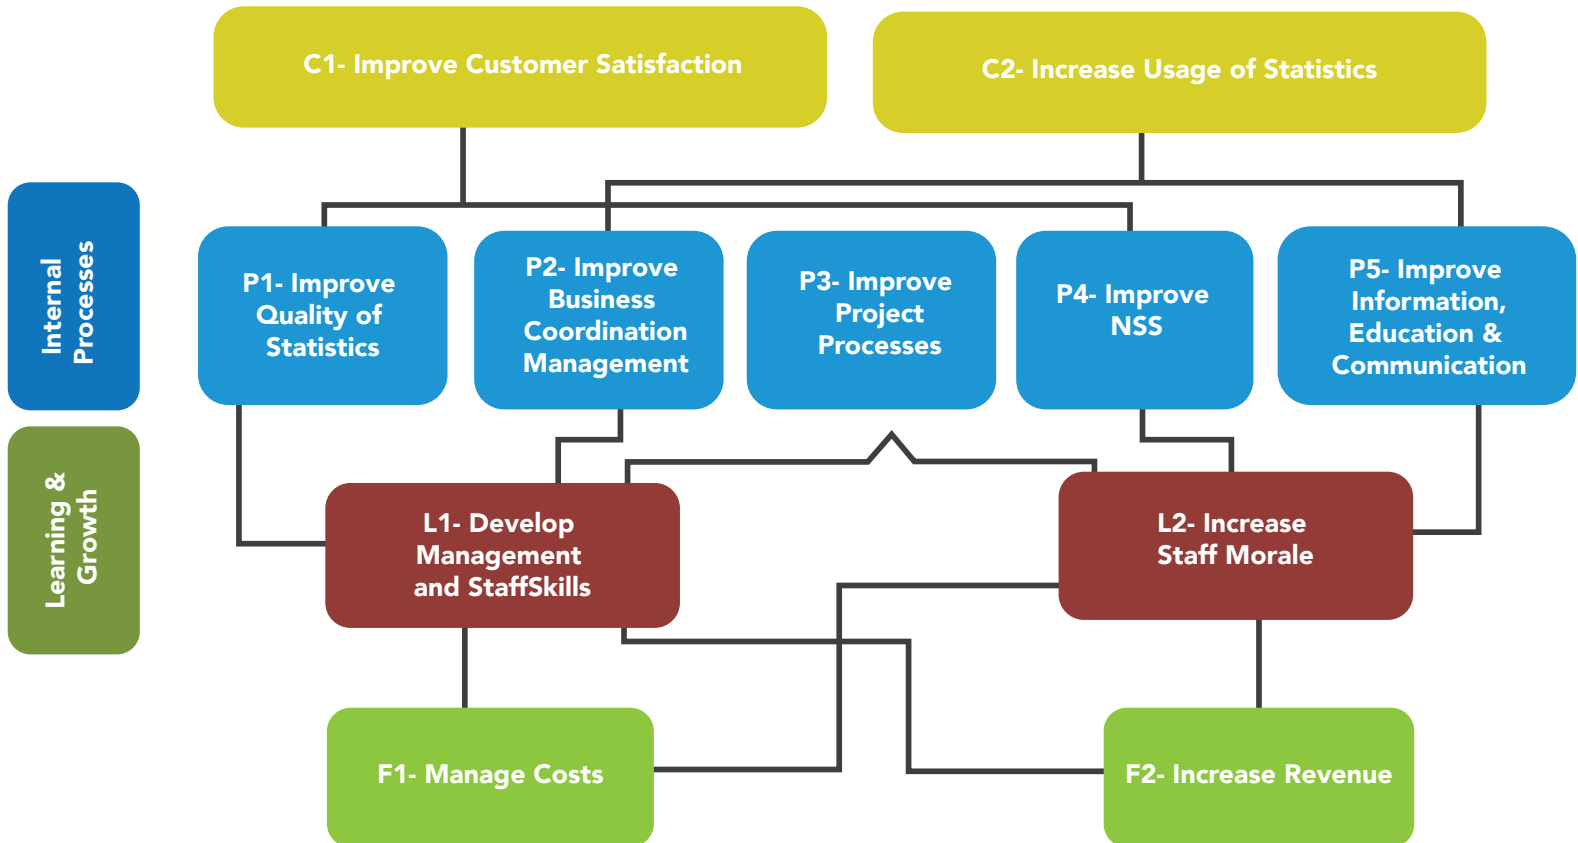 C1- Improve Customer Satisfaction
C2- Increase Usage of Statistics
Internal
Processes
P1- Improve
Quality of
Statistics
P2- Improve
Business
Coordination
Management
P3- Improve
Project
Processes
P4- Improve
NSS
P5- Improve
Information,
Education &
Communication
Learning &
Growth
L1- Develop
Management
and StaffSkills
L2- Increase
Staff Morale
F1- Manage Costs
F2- Increase Revenue